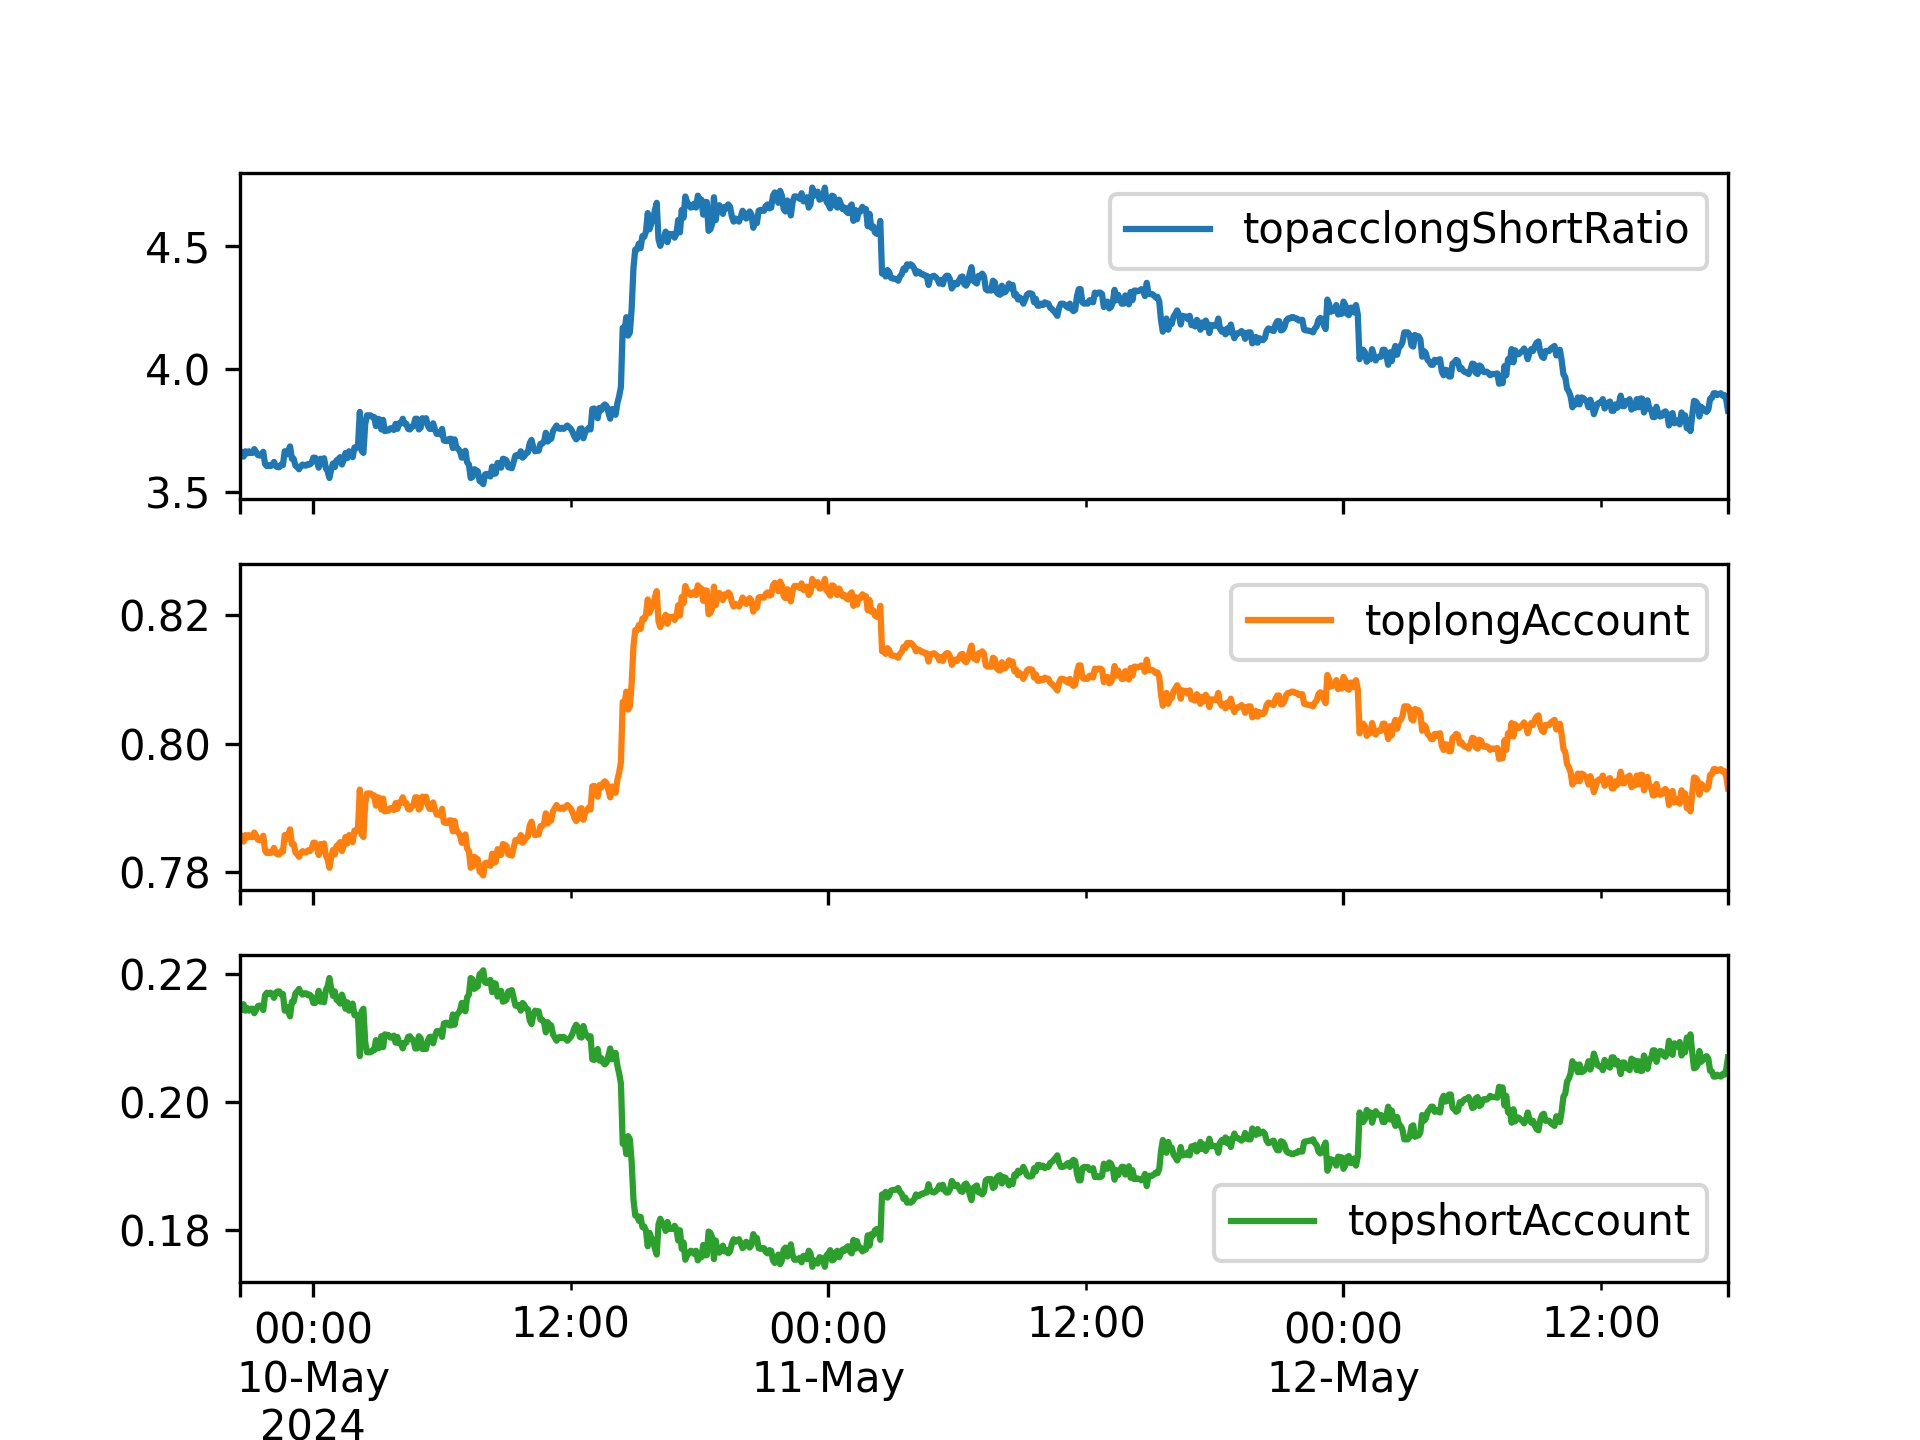 topacclongShortRatio
4.5
4.0
3.5
toplongAccount
0.82
0.80
0.78
0.22
0.20
0.18
topshortAccount
00:00 12:00 00:00 12:00 00:00 12:00
10-May 11-May 12-May
2024